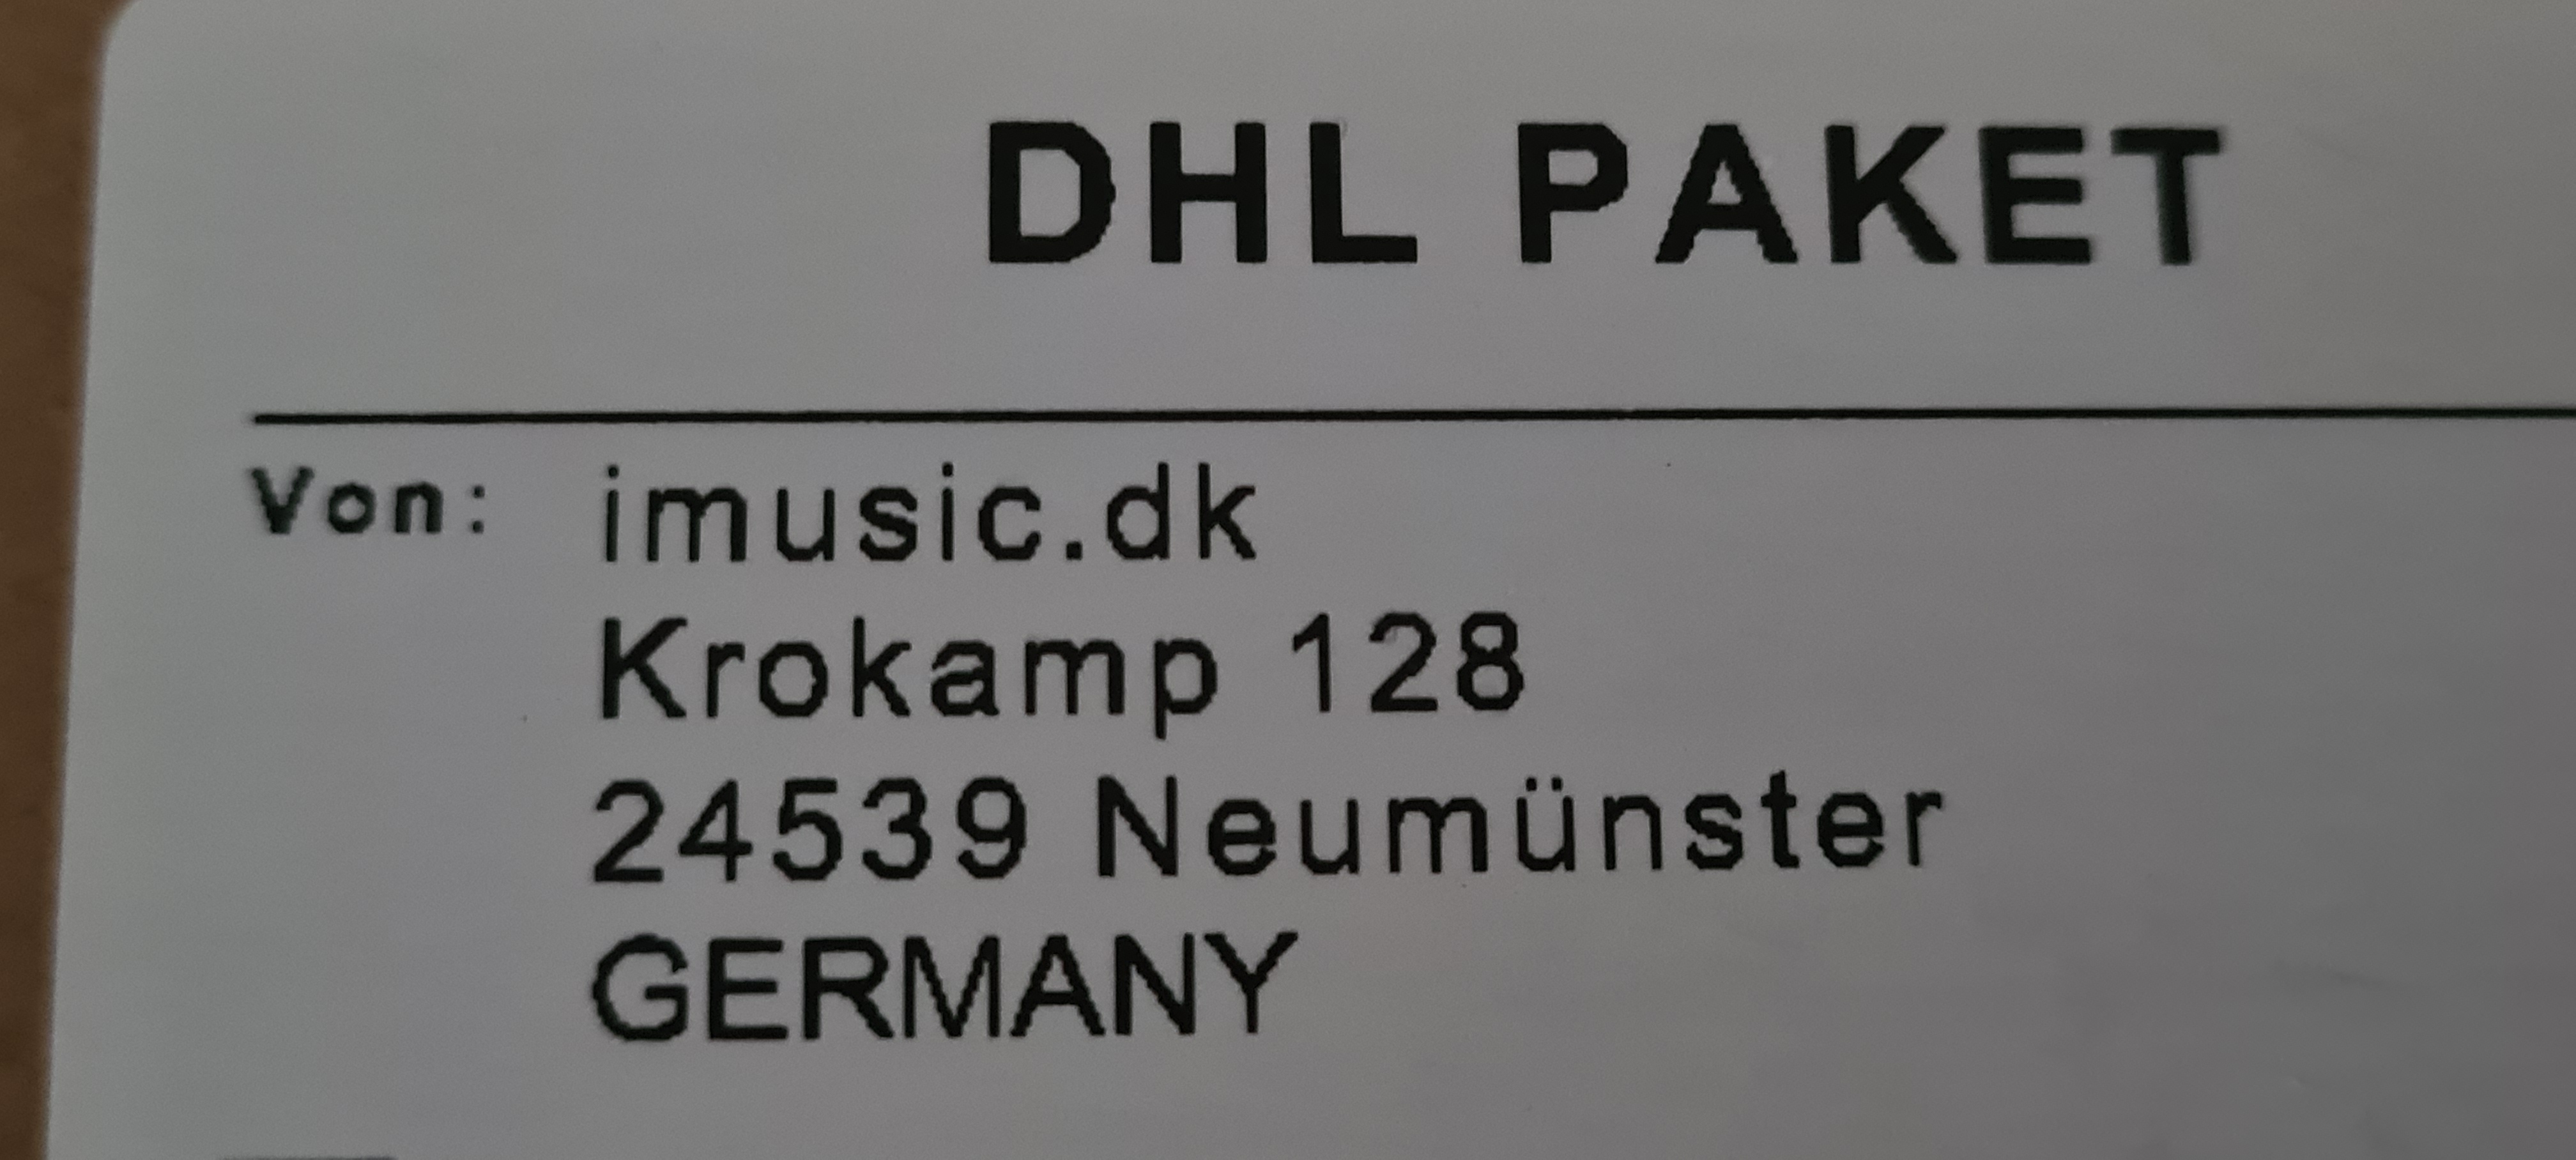 DHL PAKET
Von: imusic.dk
Krokamp 128
24539 Neumünster
GERMANY